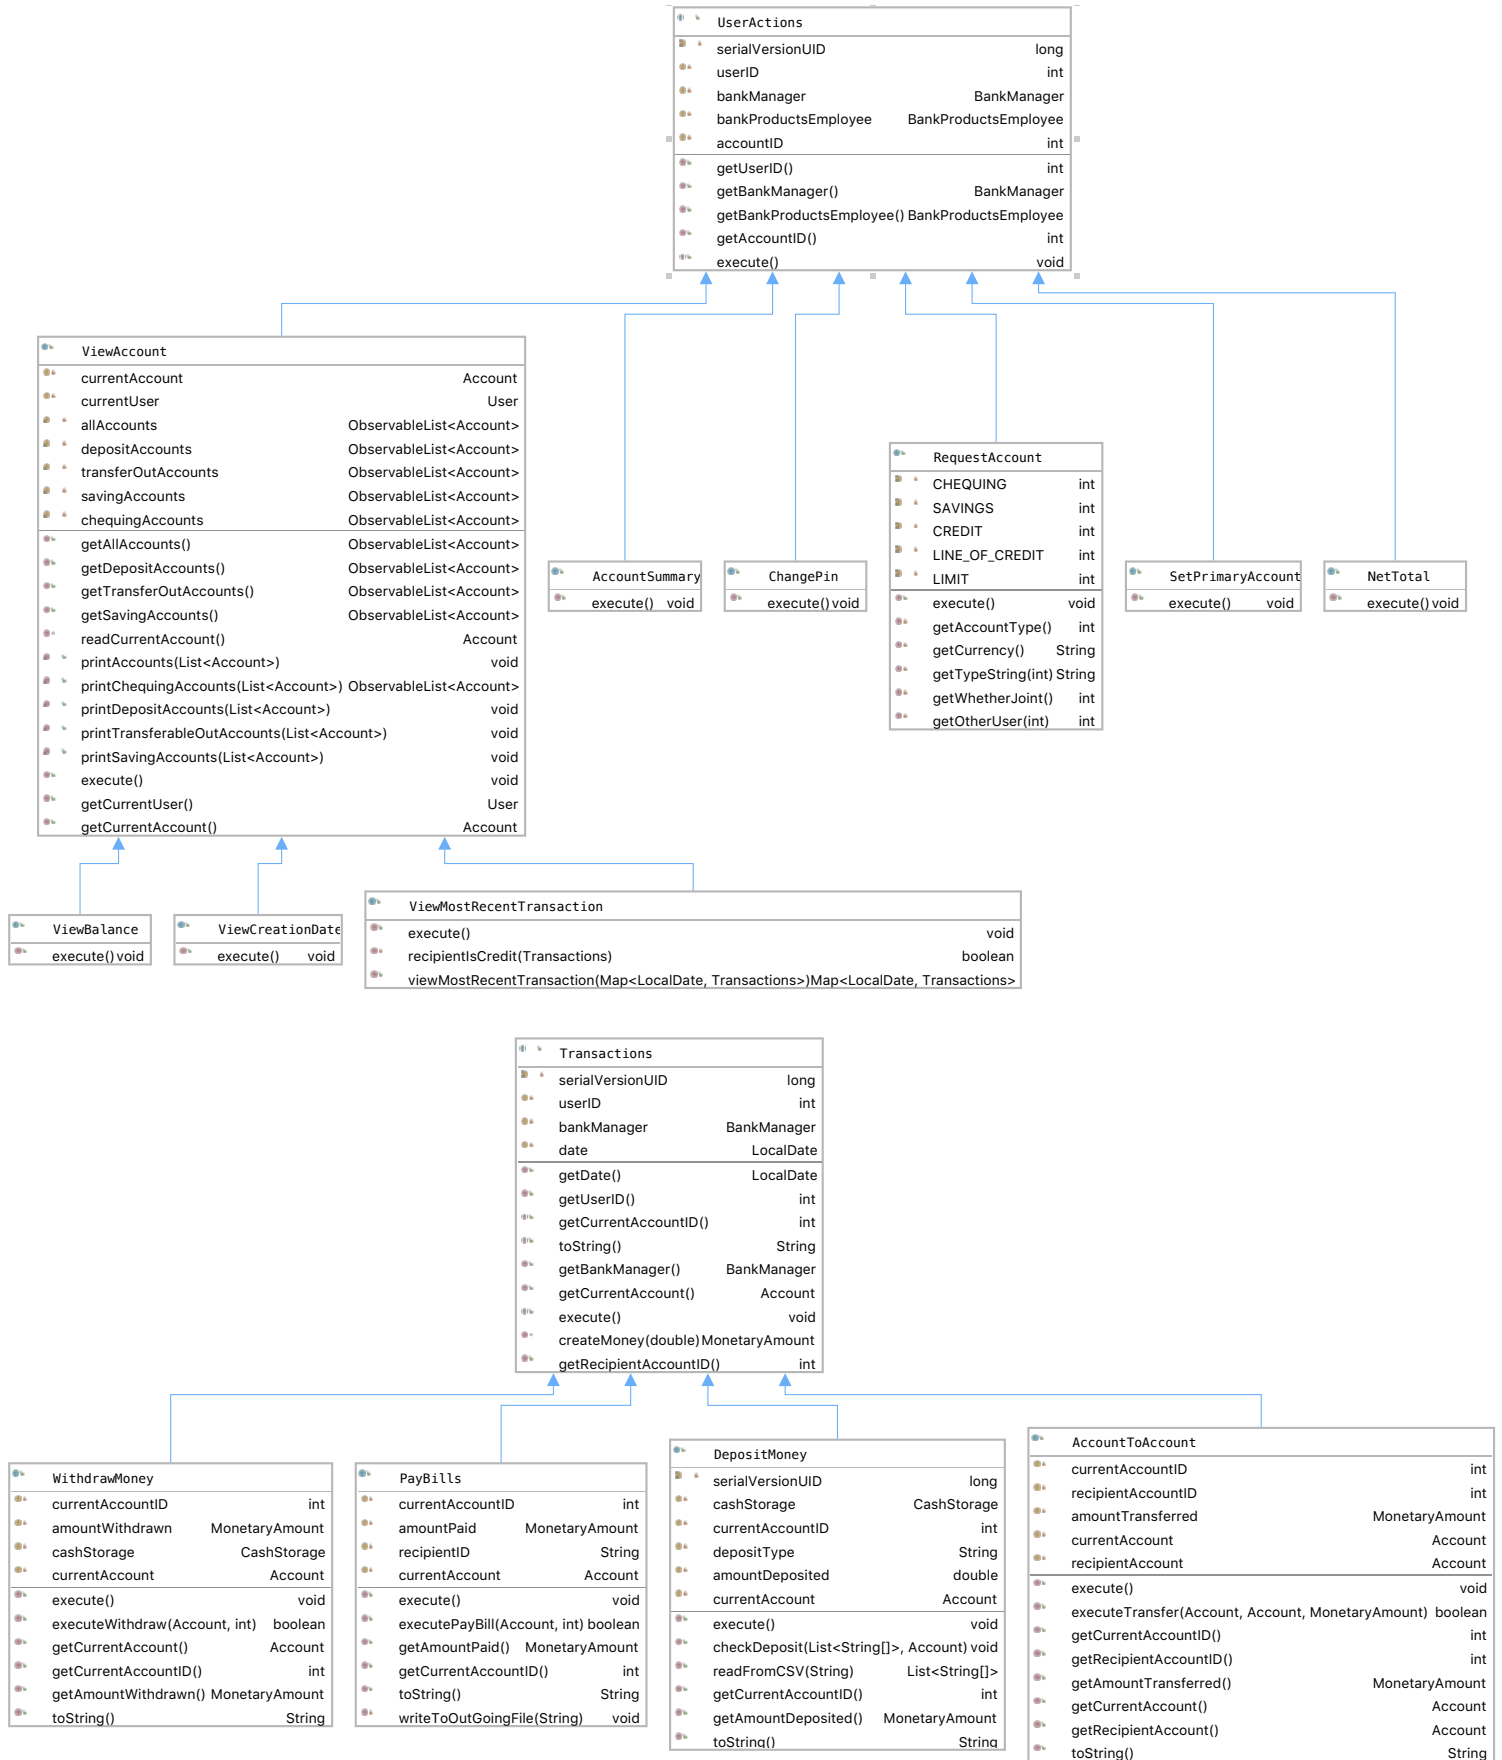 UserActions
serialVersionUID long
userID int
bankManager BankManager
bankProductsEmployee BankProductsEmployee
accountID int
getUserID() int
getBankManager() BankManager
getBankProductsEmployee() BankProductsEmployee
getAccountID() int
execute() void
ViewAccount
currentAccount Account
currentUser User
allAccounts ObservableList<Account>
depositAccounts ObservableList<Account>
transferOutAccounts ObservableList<Account>
savingAccounts ObservableList<Account>
chequingAccounts ObservableList<Account>
getAllAccounts() ObservableList<Account>
getDepositAccounts() ObservableList<Account>
getTransferOutAccounts() ObservableList<Account>
getSavingAccounts() ObservableList<Account>
readCurrentAccount() Account
printAccounts(List<Account>) void
printChequingAccounts(List<Account>) ObservableList<Account>
printDepositAccounts(List<Account>) void
printTransferableOutAccounts(List<Account>) void
printSavingAccounts(List<Account>) void
execute() void
getCurrentUser() User
getCurrentAccount() Account
AccountSummary
execute() void
ChangePin
execute() void
RequestAccount
CHEQUING int
SAVINGS int
CREDIT int
LINE_OF_CREDIT int
LIMIT int
execute() void
getAccountType() int
getCurrency() String
getTypeString(int) String
getWhetherJoint() int
getOtherUser(int) int
SetPrimaryAccount
execute() void
NetTotal
execute() void
ViewBalance
execute() void
ViewCreationDate
execute() void
ViewMostRecentTransaction
execute() void
recipientIsCredit(Transactions) boolean
viewMostRecentTransaction(Map<LocalDate, Transactions>) Map<LocalDate, Transactions>
Transactions
serialVersionUID long
userID int
bankManager BankManager
date LocalDate
getDate() LocalDate
getUserID() int
getCurrentAccountID() int
toString() String
getBankManager() BankManager
getCurrentAccount() Account
execute() void
createMoney(double) MonetaryAmount
getRecipientAccountID() int
WithdrawMoney
currentAccountID int
amountWithdrawn MonetaryAmount
cashStorage CashStorage
currentAccount Account
execute() void
executeWithdraw(Account, int) boolean
getCurrentAccount() Account
getCurrentAccountID() int
getAmountWithdrawn() MonetaryAmount
toString() String
PayBills
currentAccountID int
amountPaid MonetaryAmount
recipientID String
currentAccount Account
execute() void
executePayBill(Account, int) boolean
getAmountPaid() MonetaryAmount
getCurrentAccountID() int
toString() String
writeToOutGoingFile(String) void
DepositMoney
serialVersionUID long
cashStorage CashStorage
currentAccountID int
depositType String
amountDeposited double
currentAccount Account
execute() void
checkDeposit(List<String[]>, Account) void
readFromCSV(String) List<String[]>
getCurrentAccountID() int
getAmountDeposited() MonetaryAmount
toString() String
AccountToAccount
currentAccountID int
recipientAccountID int
amountTransferred MonetaryAmount
currentAccount Account
recipientAccount Account
execute() void
executeTransfer(Account, Account, MonetaryAmount) boolean
getCurrentAccountID() int
getRecipientAccountID() int
getAmountTransferred() MonetaryAmount
getCurrentAccount() Account
getRecipientAccount() Account
toString() String